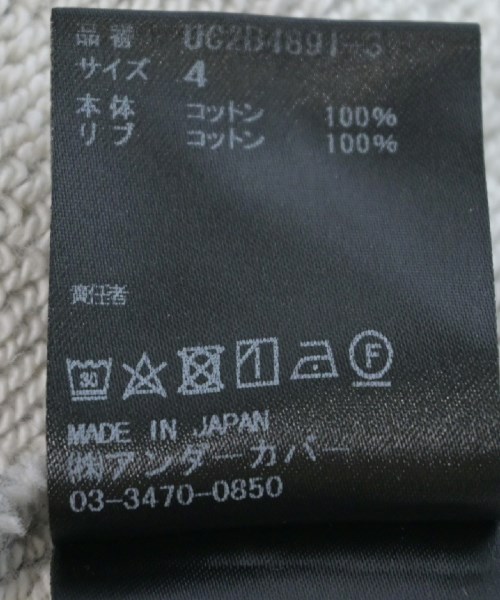 品番 UC2B4891-3
サイズ 4
本体 コットン 100%
リブ コットン 100%
責任者
30 F
MADE IN JAPAN
㈱アンダーカバー
03-3470-0850